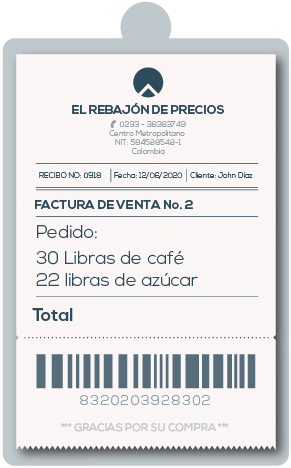 EL REBAJÓN DE PRECIOS
0293 - 38383749
Centro Metropolitano
NIT: 584588548-1
Colombia
RECIBO NO: 0918 Fecha: 12/06/2020 Cliente: John Díaz
FACTURA DE VENTA No. 2
Pedido:
30 Libras de café
22 libras de azúcar
Total
8320203928302
*** GRACIAS POR SU COMPRA ***